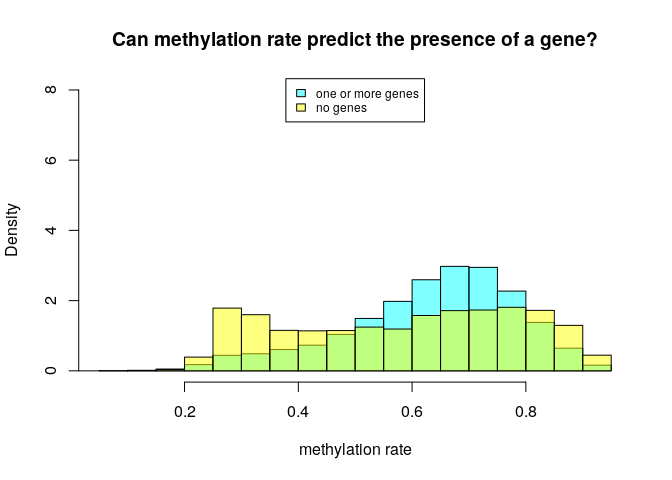 Can methylation rate predict the presence of a gene?
one or more genes
no genes
Density
8
6
4
2
0
0.2 0.4 0.6 0.8
methylation rate